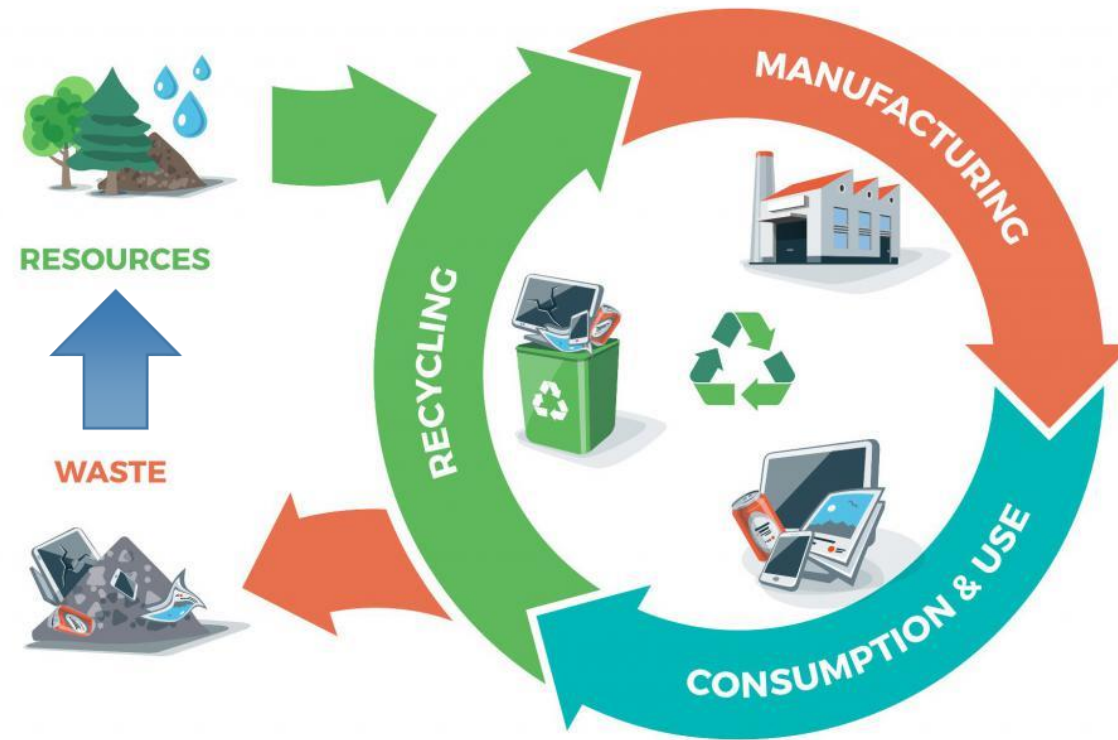 RESOURCES
WASTE
RECYCLING
MANUFACTURING
CONSUMPTION & USE